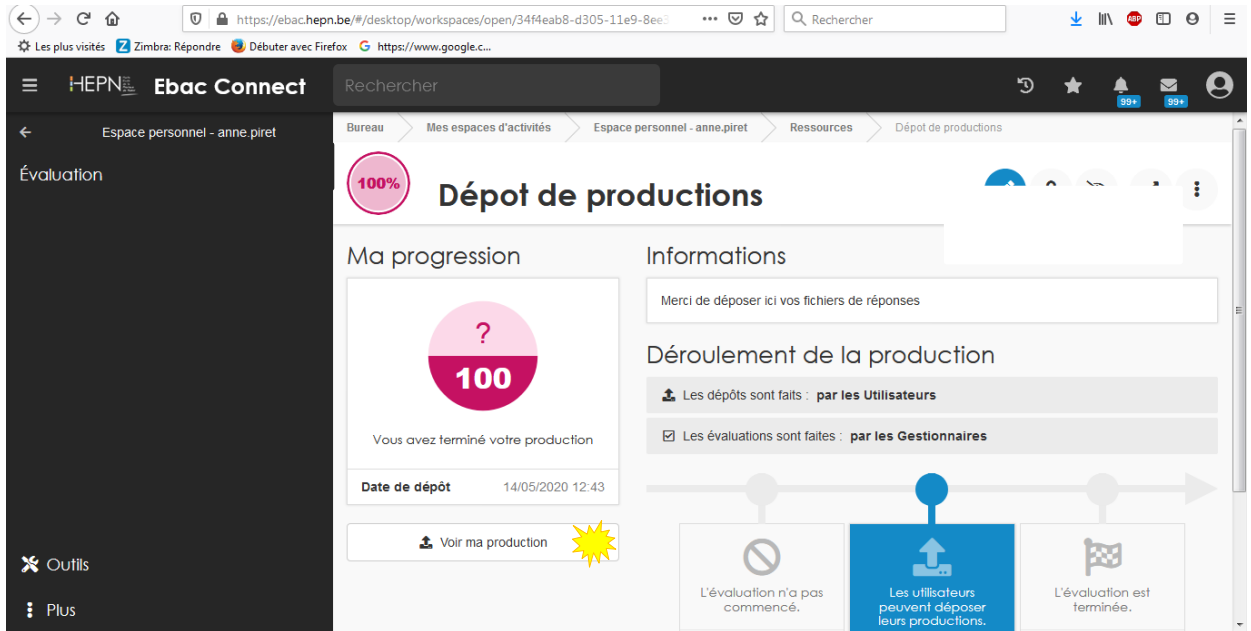 https://ebac.hepn.be/#/desktop/workspaces/open/34f4eab8-d305-11e9-8ee3
Rechercher
Les plus visités
Zimbra: Répondre
Débuter avec Firefox
https://www.google.c...
HEPN
Ebac Connect
Rechercher
99+
99+
Espace personnel - anne.piret
Bureau
Mes espaces d'activités
Espace personnel - anne.piret
Ressources
Dépot de productions
Évaluation
100%
Dépot de productions
Ma progression
Informations
Merci de déposer ici vos fichiers de réponses
?
100
Vous avez terminé votre production
Date de dépôt
14/05/2020 12:43
Voir ma production
Déroulement de la production
Les dépôts sont faits : par les Utilisateurs
Les évaluations sont faites : par les Gestionnaires
L'évaluation n'a pas
commencé.
Les utilisateurs
peuvent déposer
leurs productions.
L'évaluation est
terminée.
Outils
Plus